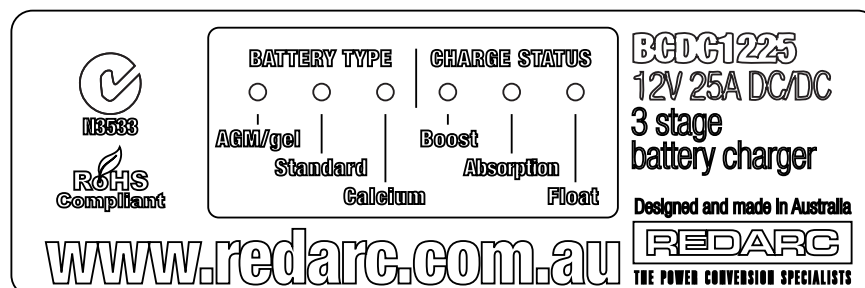 N3533
RoHS
Compliant
BATTERY TYPE
CHARGE STATUS
AGM/gel
Standard
Calcium
Boost
Absorption
Float
BCDC1225
12V 25A DC/DC
3 stage
battery charger
Designed and made in Australia
REDARC
THE POWER CONVERSION SPECIALISTS
www.redarc.com.au